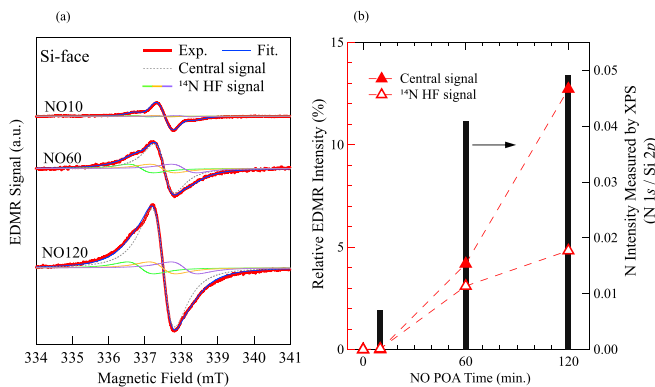 (a)
Si-face
Exp.
Fit.
Central signal
¹⁴N HF signal
NO10
NO60
NO120
EDMR Signal (a.u.)
334 335 336 337 338 339 340 341
Magnetic Field (mT)
(b)
Central signal
¹⁴N HF signal
Relative EDMR Intensity (%)
15
10
5
0
0.05
0.04
0.03
0.02
0.01
0.00
N Intensity Measured by XPS
(N 1s / Si 2p)
0 60 120
NO POA Time (min.)